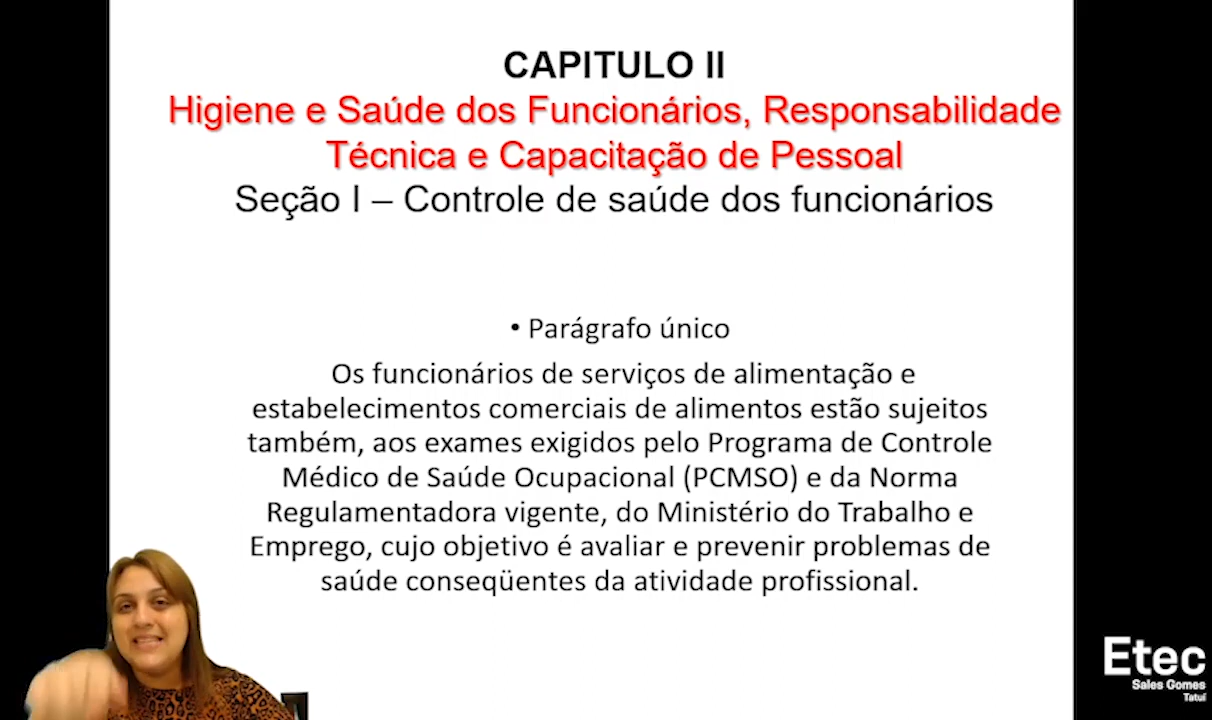 CAPITULO II
Higiene e Saúde dos Funcionários, Responsabilidade
Técnica e Capacitação de Pessoal
Seção I – Controle de saúde dos funcionários
• Parágrafo único
Os funcionários de serviços de alimentação e
estabelecimentos comerciais de alimentos estão sujeitos
também, aos exames exigidos pelo Programa de Controle
Médico de Saúde Ocupacional (PCMSO) e da Norma
Regulamentadora vigente, do Ministério do Trabalho e
Emprego, cujo objetivo é avaliar e prevenir problemas de
saúde conseqüentes da atividade profissional.
Etec
Sales Gomes
Tatuí